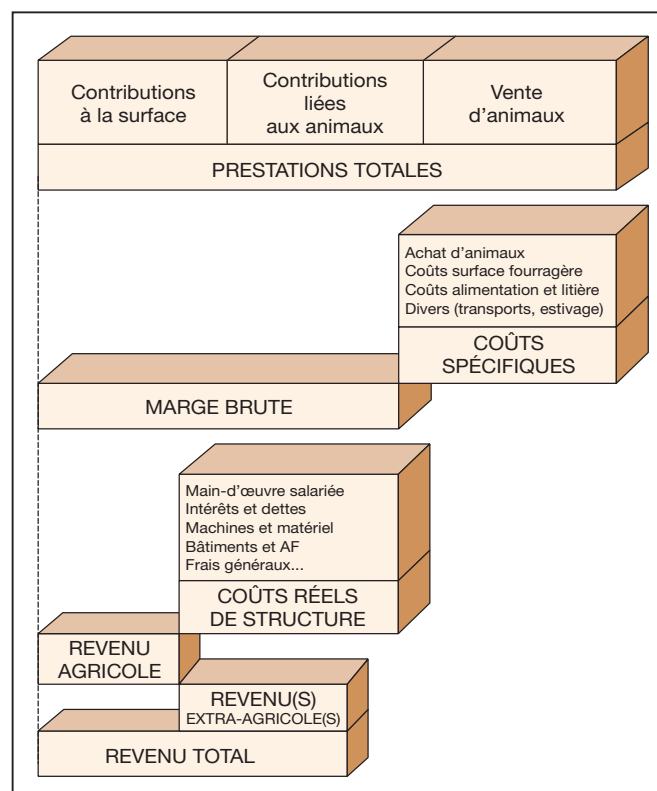 Contributions
à la surface
Contributions
liées
aux animaux
Vente
d'animaux
PRESTATIONS TOTALES
Achat d'animaux
Coûts surface fourragère
Coûts alimentation et litière
Divers (transports, estivage)
COÛTS
SPÉCIFIQUES
MARGE BRUTE
Main-d'œuvre salariée
Intérêts et dettes
Machines et matériel
Bâtiments et AF
Frais généraux...
COÛTS RÉELS
DE STRUCTURE
REVENU
AGRICOLE
REVENU(S)
EXTRA-AGRICOLE(S)
REVENU TOTAL